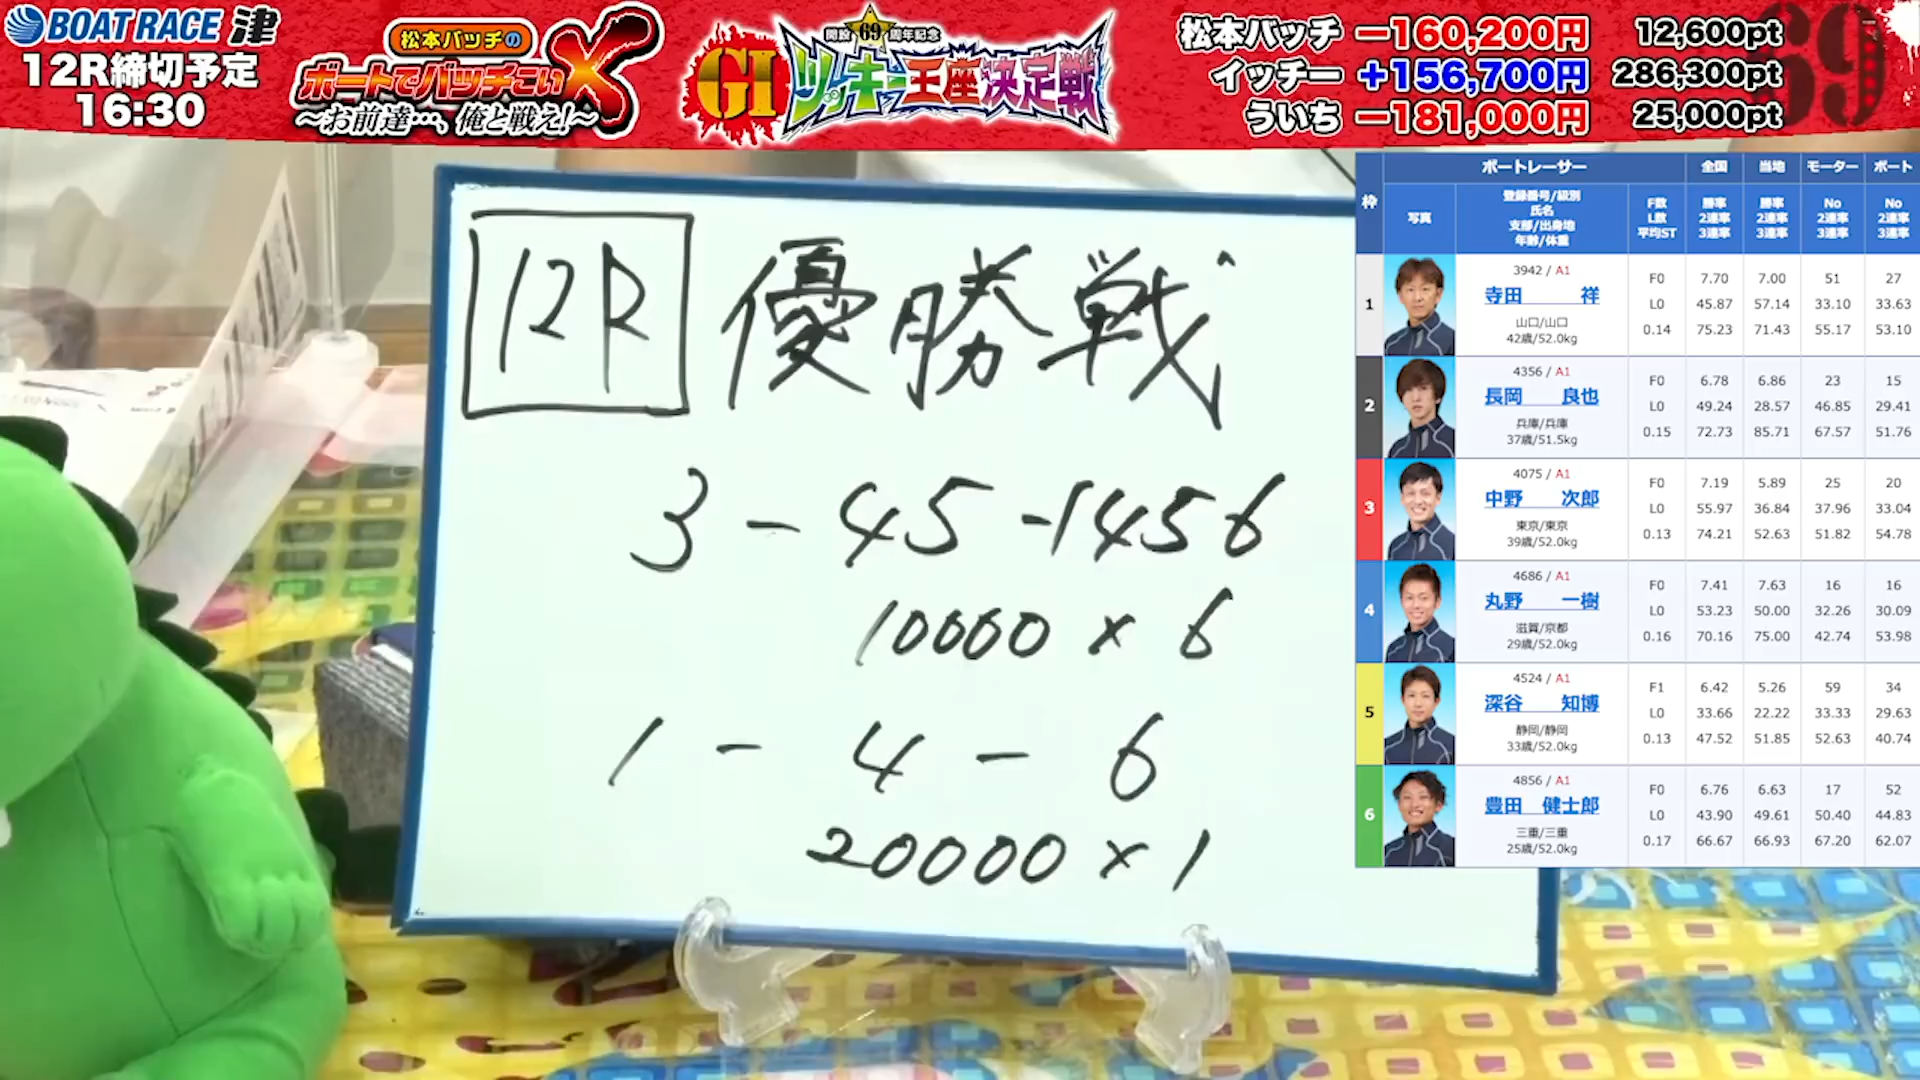 BOAT RACE 津
12R締切予定
16:30
松本バッチの
ボートでバッチこいX
〜お前達…、俺と戦え!〜
開設69周年記念
GI ツッキー王座決定戦
松本バッチ −160,200円 12,600pt
イッチー +156,700円 286,300pt
ういち −181,000円 25,000pt
69
12R 優勝戦
3 - 45 - 1456
10000 × 6
1 - 4 - 6
20000 × 1
枠 ボートレーサー 全国 当地 モーター ボート
写真 登録番号/級別 氏名 支部/出身地 年齢/体重 F数 L数 平均ST 勝率 2連率 3連率 勝率 2連率 3連率 No 2連率 3連率 No 2連率 3連率
1 3942 / A1 F0 7.70 7.00 51 27
寺田 祥 L0 45.87 57.14 33.10 33.63
山口/山口 0.14 75.23 71.43 55.17 53.10
42歳/52.0kg
2 4356 / A1 F0 6.78 6.86 23 15
長岡 良也 L0 49.24 28.57 46.85 29.41
兵庫/兵庫 0.15 72.73 85.71 67.57 51.76
37歳/51.5kg
3 4075 / A1 F0 7.19 5.89 25 20
中野 次郎 L0 55.97 36.84 37.96 33.04
東京/東京 0.13 74.21 52.63 51.82 54.78
39歳/52.0kg
4 4686 / A1 F0 7.41 7.63 16 16
丸野 一樹 L0 53.23 50.00 32.26 30.09
滋賀/京都 0.16 70.16 75.00 42.74 53.98
29歳/52.0kg
5 4524 / A1 F1 6.42 5.26 59 34
深谷 知博 L0 33.66 22.22 33.33 29.63
静岡/静岡 0.13 47.52 51.85 52.63 40.74
33歳/52.0kg
6 4856 / A1 F0 6.76 6.63 17 52
豊田 健士郎 L0 43.90 49.61 50.40 44.83
三重/三重 0.17 66.67 66.93 67.20 62.07
25歳/52.0kg